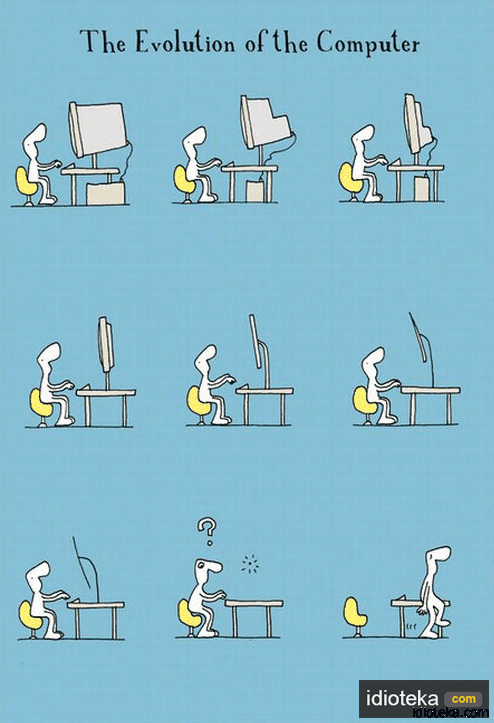 The Evolution of the Computer
?
idioteka .com
idioteka.com